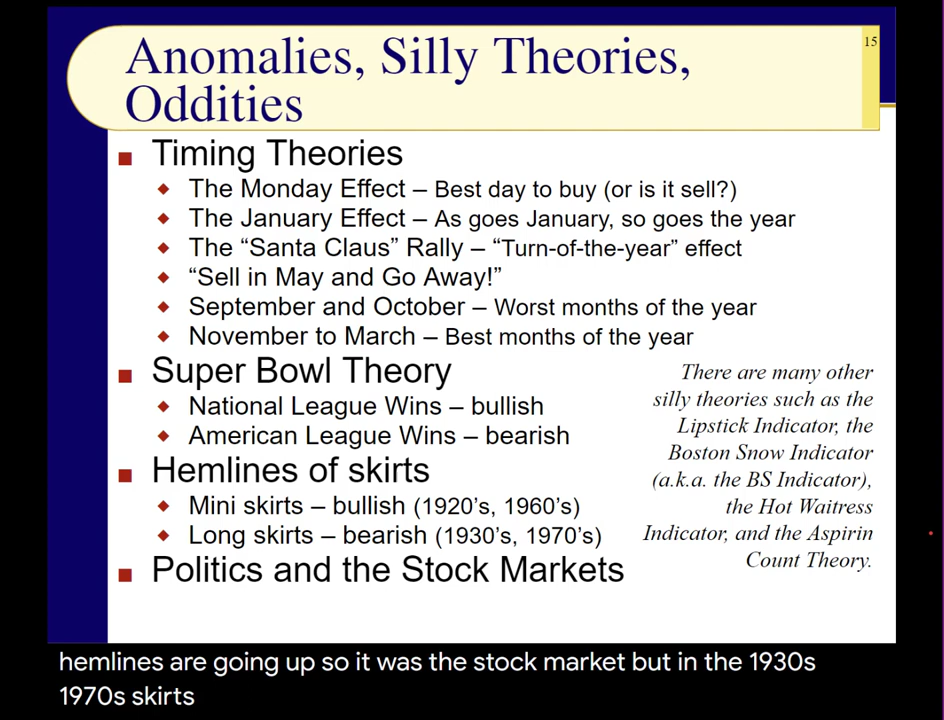 Anomalies, Silly Theories,
Oddities
15
Timing Theories
The Monday Effect – Best day to buy (or is it sell?)
The January Effect – As goes January, so goes the year
The “Santa Claus” Rally – “Turn-of-the-year” effect
“Sell in May and Go Away!”
September and October – Worst months of the year
November to March – Best months of the year
Super Bowl Theory
National League Wins – bullish
American League Wins – bearish
Hemlines of skirts
Mini skirts – bullish (1920’s, 1960’s)
Long skirts – bearish (1930’s, 1970’s)
Politics and the Stock Markets
There are many other
silly theories such as the
Lipstick Indicator, the
Boston Snow Indicator
(a.k.a. the BS Indicator),
the Hot Waitress
Indicator, and the Aspirin
Count Theory.
hemlines are going up so it was the stock market but in the 1930s
1970s skirts